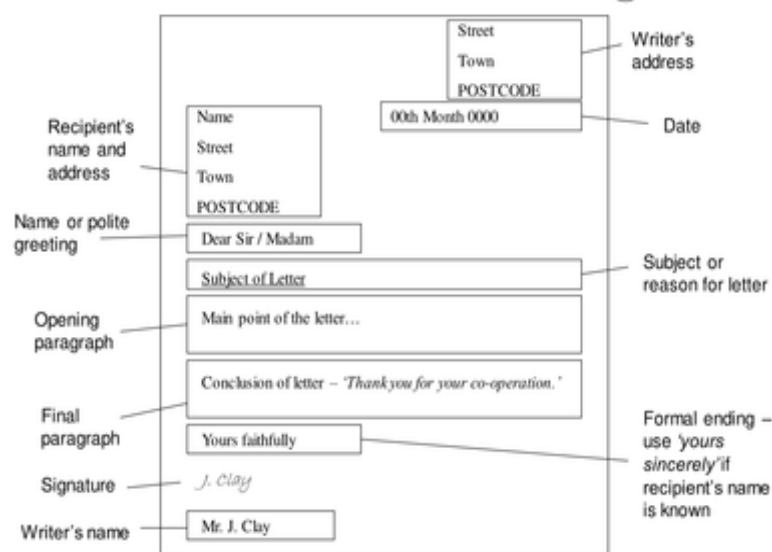 Street
Town
POSTCODE
Writer's
address
00th Month 0000
Date
Recipient's
name and
address
Name
Street
Town
POSTCODE
Name or polite
greeting
Dear Sir / Madam
Subject of Letter
Subject or
reason for letter
Opening
paragraph
Main point of the letter…
Final
paragraph
Conclusion of letter – 'Thank you for your co-operation.'
Yours faithfully
Formal ending –
use 'yours
sincerely' if
recipient's name
is known
Signature
J. Clay
Writer's name
Mr. J. Clay